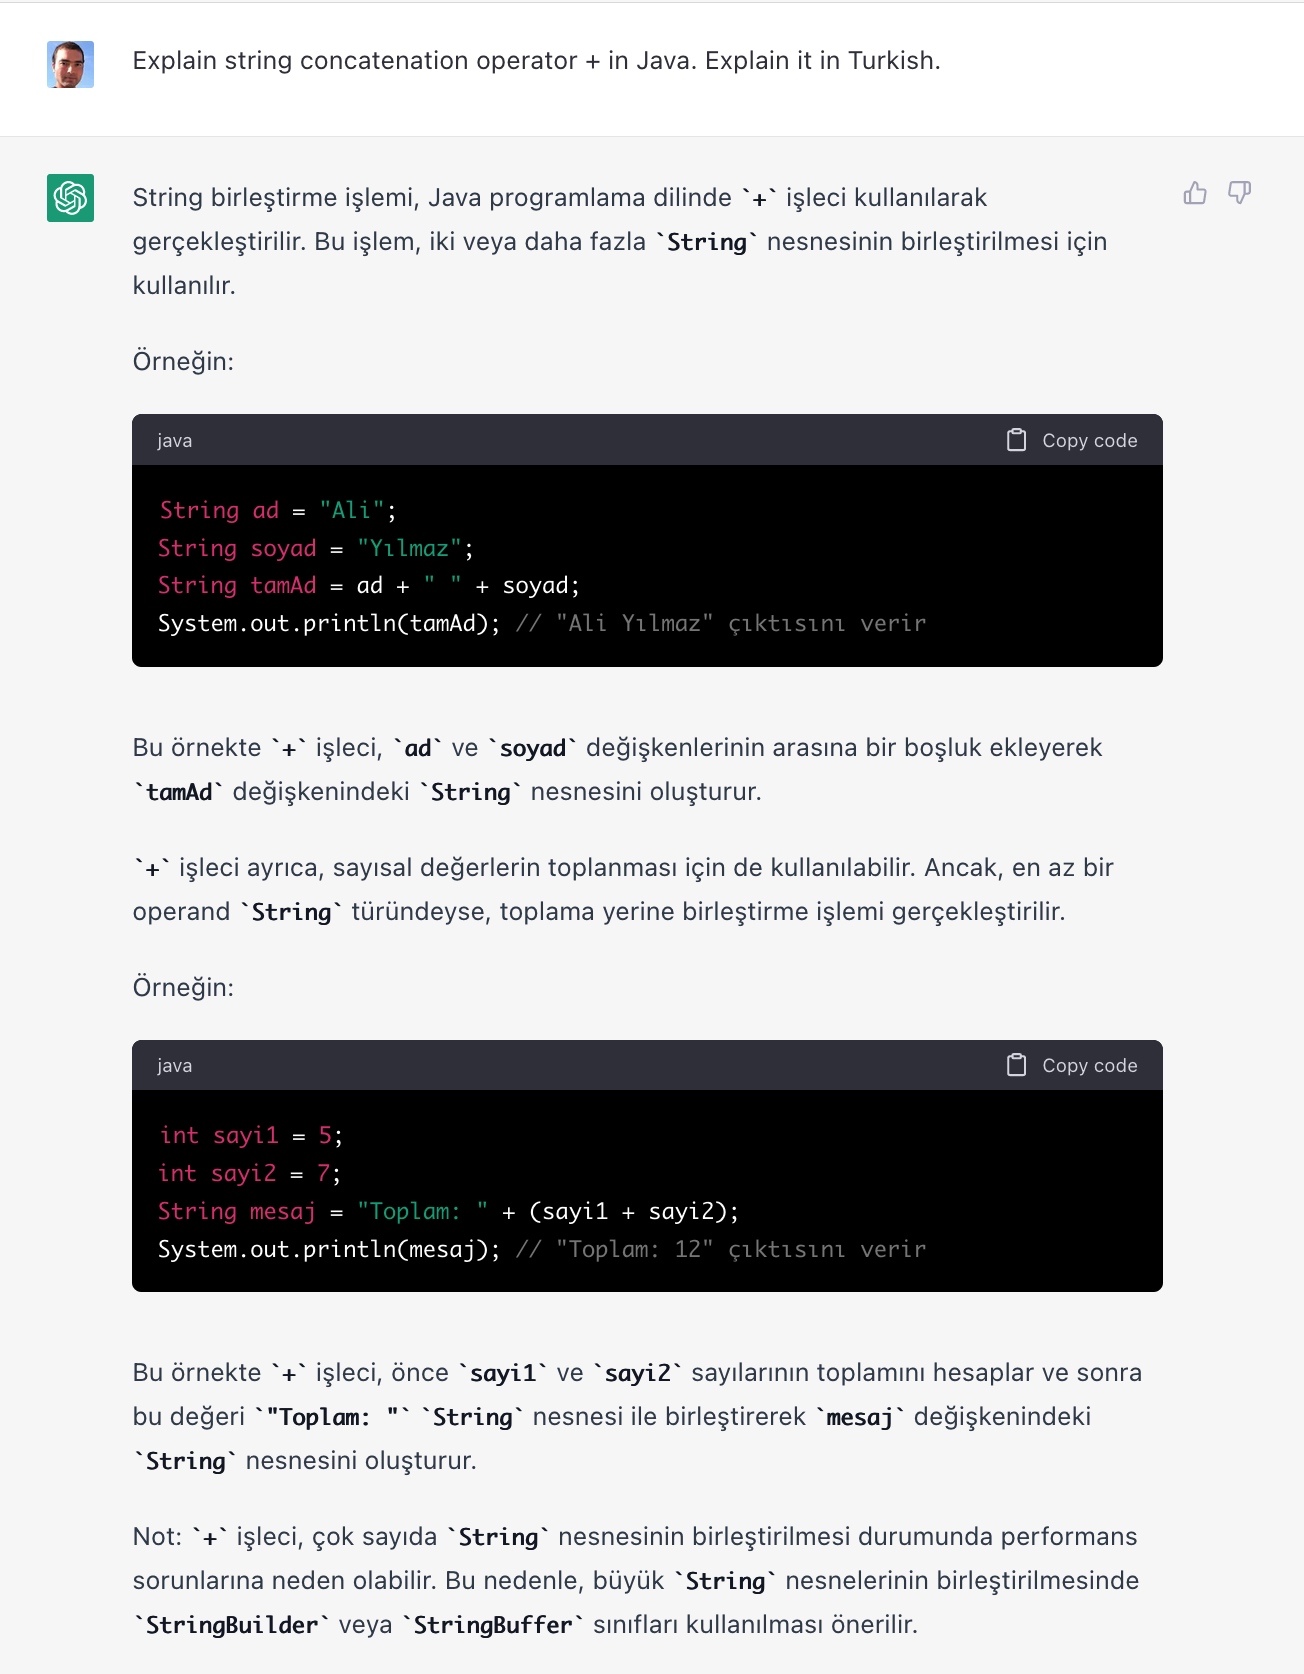 Explain string concatenation operator + in Java. Explain it in Turkish.
String birleştirme işlemi, Java programlama dilinde `+` işleci kullanılarak
gerçekleştirilir. Bu işlem, iki veya daha fazla `String` nesnesinin birleştirilmesi için
kullanılır.
Örneğin:
java
Copy code
String ad = "Ali";
String soyad = "Yılmaz";
String tamAd = ad + " " + soyad;
System.out.println(tamAd); // "Ali Yılmaz" çıktısını verir
Bu örnekte `+` işleci, `ad` ve `soyad` değişkenlerinin arasına bir boşluk ekleyerek
`tamAd` değişkenindeki `String` nesnesini oluşturur.
`+` işleci ayrıca, sayısal değerlerin toplanması için de kullanılabilir. Ancak, en az bir
operand `String` türündeyse, toplama yerine birleştirme işlemi gerçekleştirilir.
Örneğin:
java
Copy code
int sayi1 = 5;
int sayi2 = 7;
String mesaj = "Toplam: " + (sayi1 + sayi2);
System.out.println(mesaj); // "Toplam: 12" çıktısını verir
Bu örnekte `+` işleci, önce `sayi1` ve `sayi2` sayılarının toplamını hesaplar ve sonra
bu değeri `"Toplam: "` `String` nesnesi ile birleştirerek `mesaj` değişkenindeki
`String` nesnesini oluşturur.
Not: `+` işleci, çok sayıda `String` nesnesinin birleştirilmesi durumunda performans
sorunlarına neden olabilir. Bu nedenle, büyük `String` nesnelerinin birleştirilmesinde
`StringBuilder` veya `StringBuffer` sınıfları kullanılması önerilir.